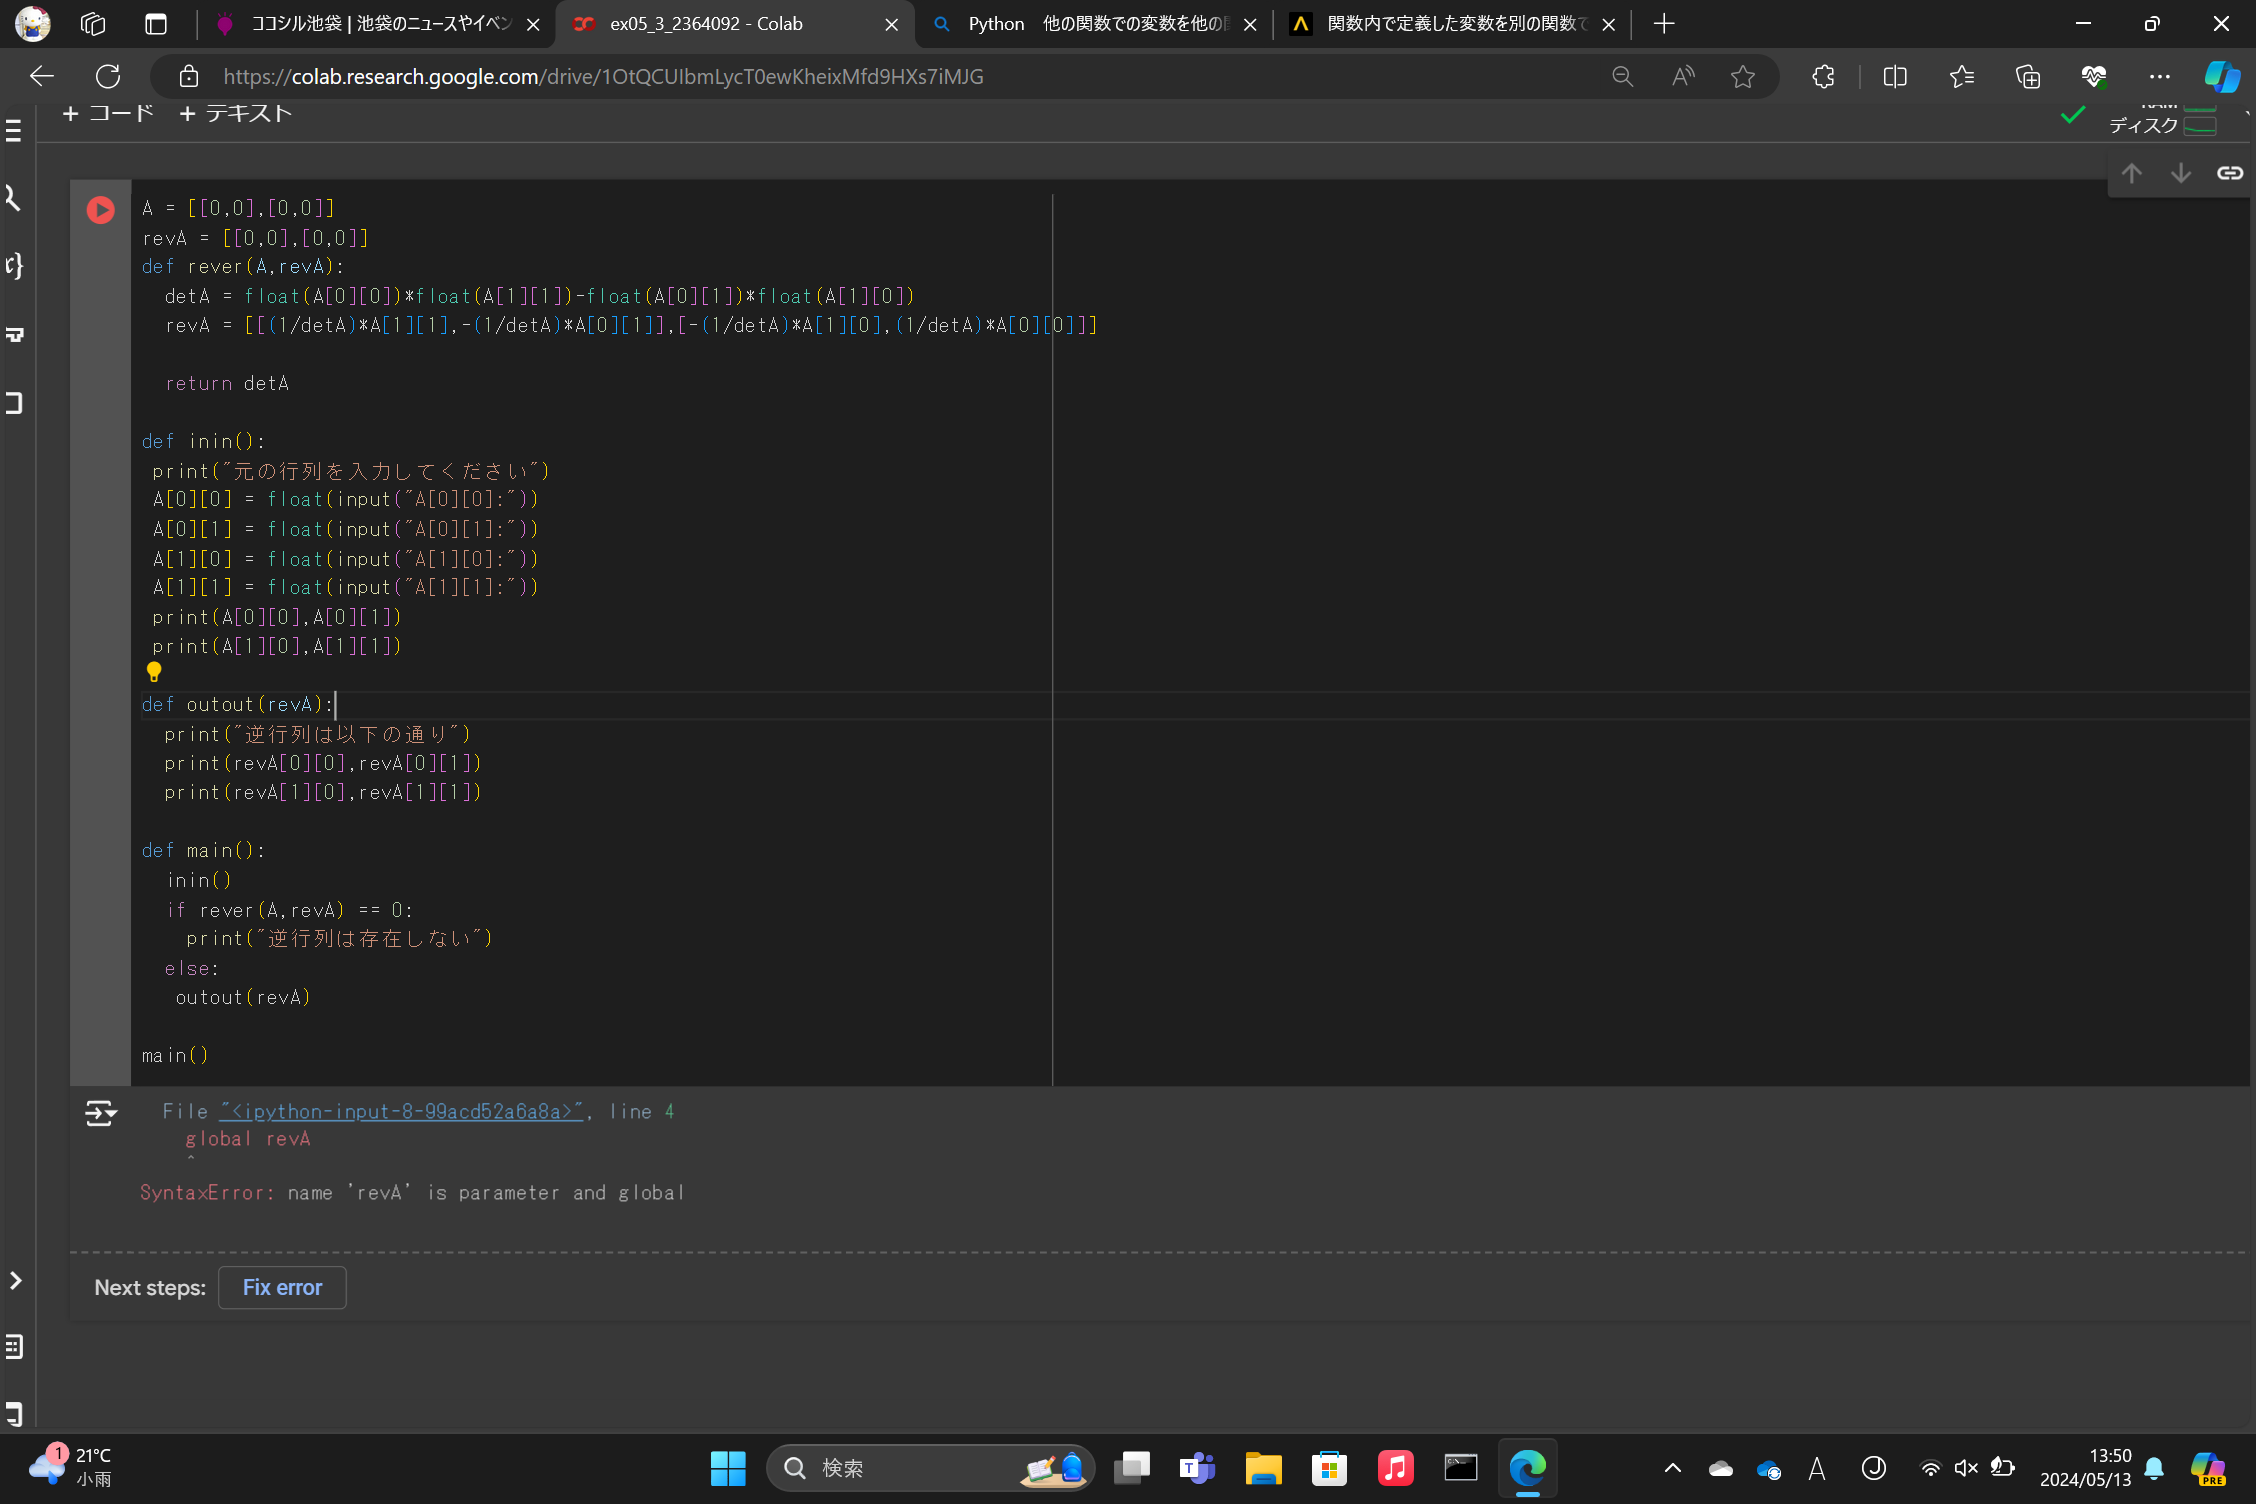 ココシル池袋 | 池袋のニュースやイベン
ex05_3_2364092 - Colab
Python 他の関数での変数を他の
関数内で定義した変数を別の関数で
https://colab.research.google.com/drive/1OtQCUIbmLycT0ewKheixMfd9HXs7iMJG
+ コード + テキスト
RAM
ディスク
A = [[0,0],[0,0]]
revA = [[0,0],[0,0]]
def rever(A,revA):
detA = float(A[0][0])*float(A[1][1])-float(A[0][1])*float(A[1][0])
revA = [[(1/detA)*A[1][1],-(1/detA)*A[0][1]],[-(1/detA)*A[1][0],(1/detA)*A[0][0]]]
return detA
def inin():
print("元の行列を入力してください")
A[0][0] = float(input("A[0][0]:"))
A[0][1] = float(input("A[0][1]:"))
A[1][0] = float(input("A[1][0]:"))
A[1][1] = float(input("A[1][1]:"))
print(A[0][0],A[0][1])
print(A[1][0],A[1][1])
def outout(revA):
print("逆行列は以下の通り")
print(revA[0][0],revA[0][1])
print(revA[1][0],revA[1][1])
def main():
inin()
if rever(A,revA) == 0:
print("逆行列は存在しない")
else:
outout(revA)
main()
File "<ipython-input-8-99acd52a6a8a>", line 4
global revA
^
SyntaxError: name 'revA' is parameter and global
Next steps: Fix error
1
21°C
小雨
検索
A
J
13:50
2024/05/13
PRE